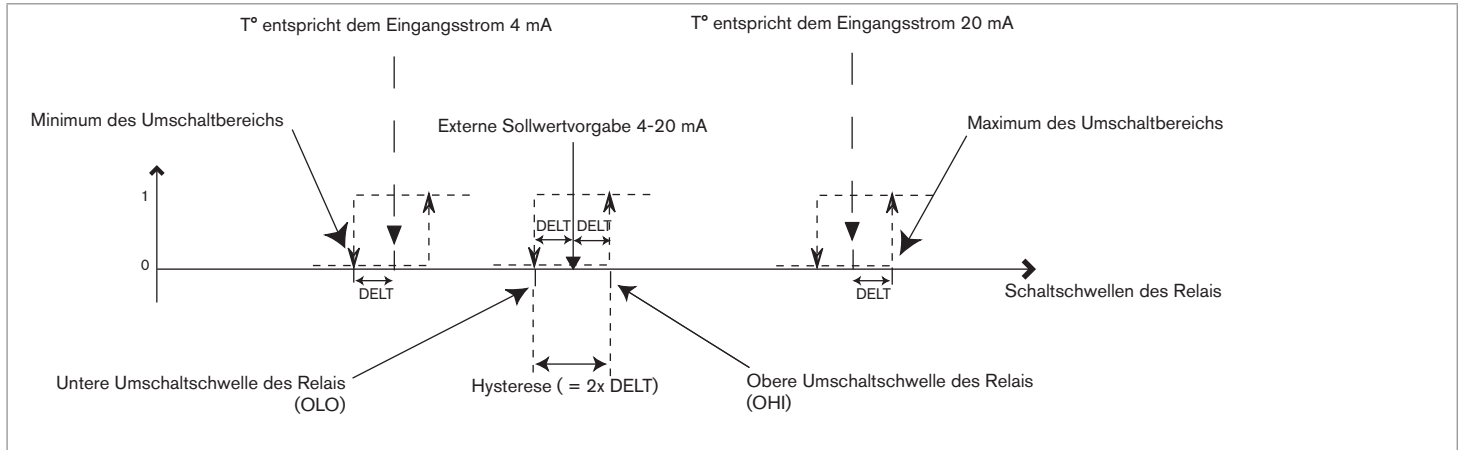 T° entspricht dem Eingangsstrom 4 mA
T° entspricht dem Eingangsstrom 20 mA
Minimum des Umschaltbereichs
Externe Sollwertvorgabe 4-20 mA
Maximum des Umschaltbereichs
1
DELT
DELT
0
DELT
DELT
Schaltschwellen des Relais
Untere Umschaltschwelle des Relais
(OLO)
Hysterese ( = 2x DELT)
Obere Umschaltschwelle des Relais
(OHI)